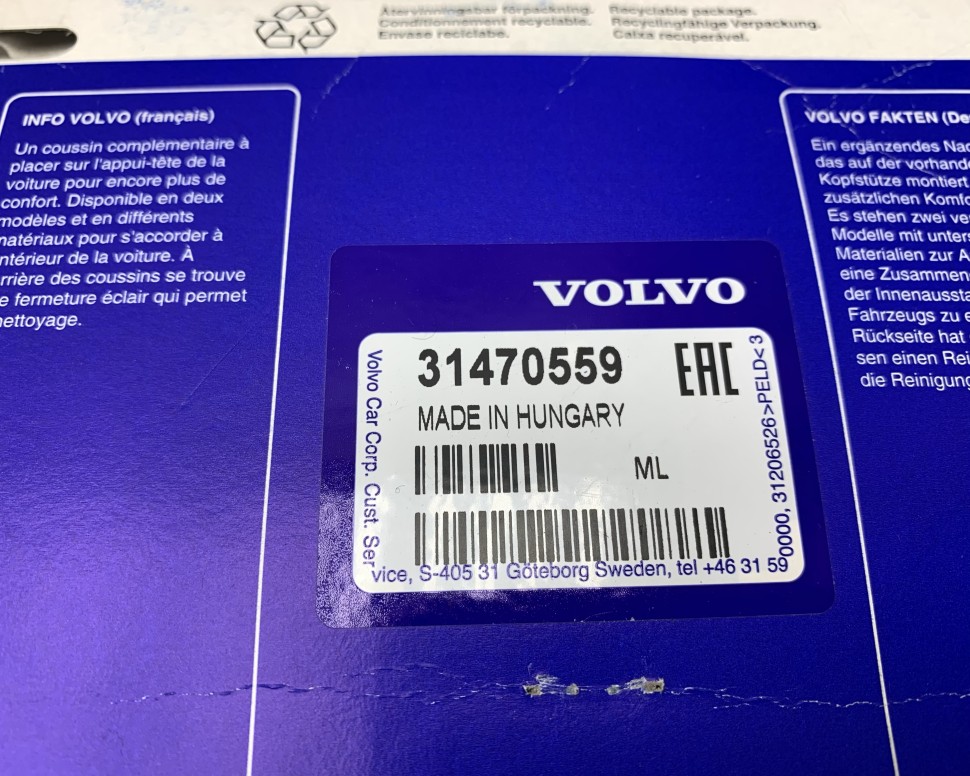 Återvinningsbar förpackning.
Conditionnement recyclable.
Envase reciclabe.
Recyclable package.
Recyclingfähige Verpackung.
Caixa recuperável.
INFO VOLVO (français)
Un coussin complémentaire à
placer sur l'appui-tête de la
voiture pour encore plus de
confort. Disponible en deux
modèles et en différents
matériaux pour s'accorder à
intérieur de la voiture. À
rrière des coussins se trouve
e fermeture éclair qui permet
nettoyage.
VOLVO
31470559
EAC
MADE IN HUNGARY
ML
Volvo Car Corp. Cust. Service, S-405 31 Göteborg Sweden, tel +46 31 590000, 31206526>PELD<3
VOLVO FAKTEN (De
Ein ergänzendes Nac
das auf der vorhande
Kopfstütze montiert
zusätzlichen Komfo
Es stehen zwei ve
Modelle mit unters
Materialien zur A
eine Zusammen
der Innenaussta
Fahrzeugs zu e
Rückseite hat
sen einen Rei
die Reinigung